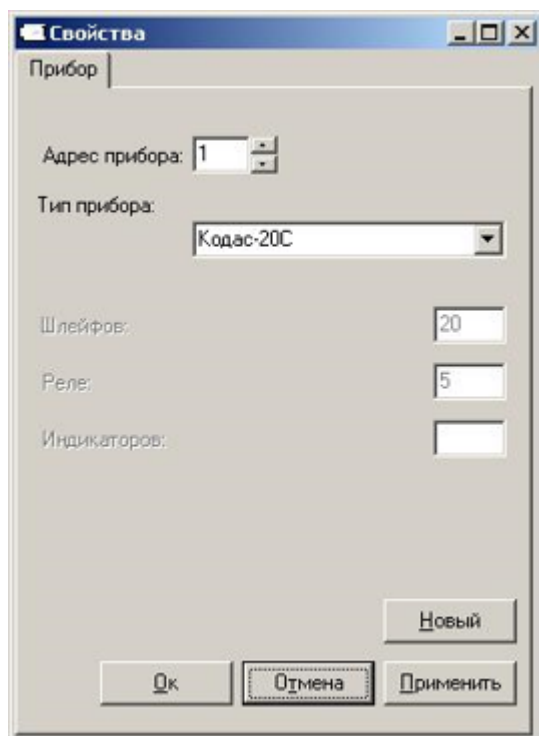 Свойства
Прибор
Адрес прибора: 1
Тип прибора:
Кодас-20С
Шлейфов: 20
Реле: 5
Индикаторов:
Новый
Ок Отмена Применить